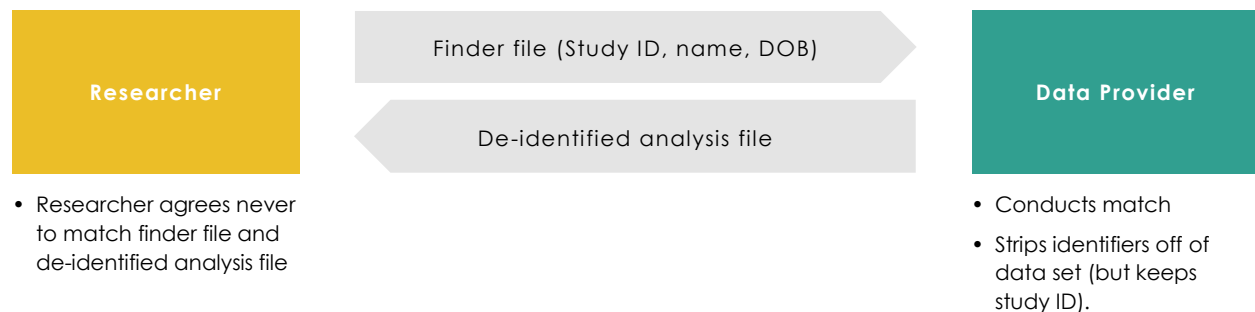 Researcher
Finder file (Study ID, name, DOB)
De-identified analysis file
Data Provider
• Researcher agrees never
to match finder file and
de-identified analysis file
• Conducts match
• Strips identifiers off of
data set (but keeps
study ID).